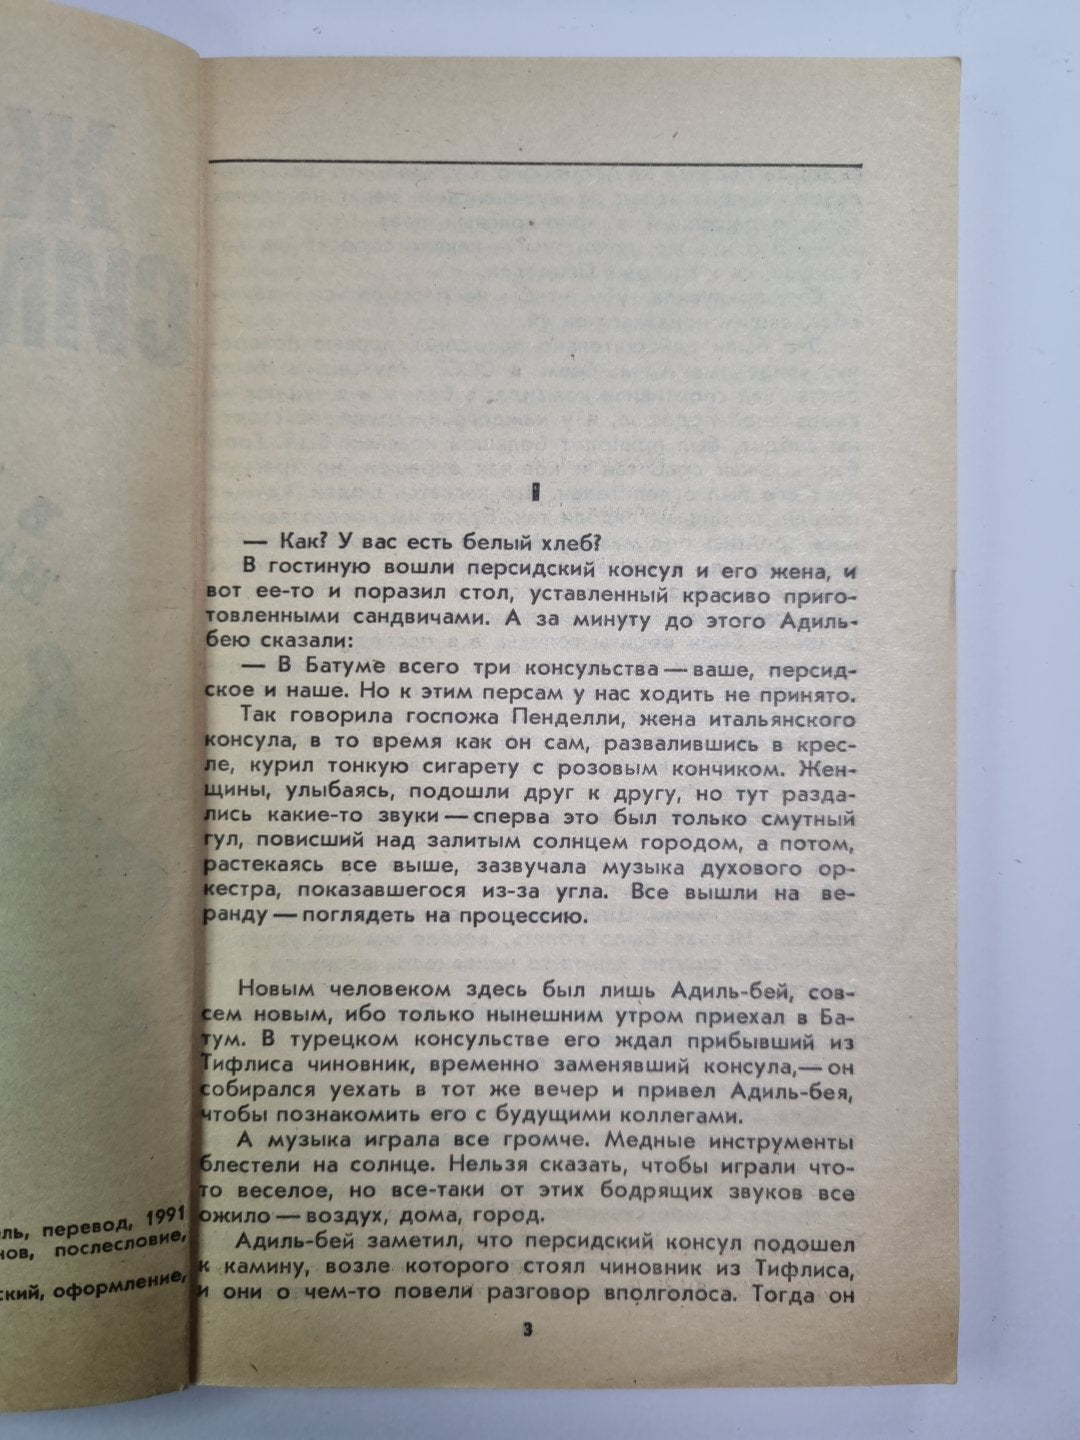 1
— Как? У вас есть белый хлеб?
В гостиную вошли персидский консул и его жена, и
вот ее-то и поразил стол, уставленный красиво приго-
товленными сандвичами. А за минуту до этого Адиль-
бею сказали:
— В Батуме всего три консульства — ваше, персид-
ское и наше. Но к этим персам у нас ходить не принято.
Так говорила госпожа Пенделли, жена итальянского
консула, в то время как он сам, развалившись в крес-
ле, курил тонкую сигарету с розовым кончиком. Жен-
щины, улыбаясь, подошли друг к другу, но тут разда-
лись какие-то звуки — сперва это был только смутный
гул, повисший над залитым солнцем городом, а потом,
растекаясь все выше, зазвучала музыка духового ор-
кестра, показавшегося из-за угла. Все вышли на ве-
ранду — поглядеть на процессию.
Новым человеком здесь был лишь Адиль-бей, сов-
сем новым, ибо только нынешним утром приехал в Ба-
тум. В турецком консульстве его ждал прибывший из
Тифлиса чиновник, временно заменявший консула,— он
собирался уехать в тот же вечер и привел Адиль-бея,
чтобы познакомить его с будущими коллегами.
А музыка играла все громче. Медные инструменты
блестели на солнце. Нельзя сказать, чтобы играли что-
то веселое, но все-таки от этих бодрящих звуков все
ожило — воздух, дома, город.
Адиль-бей заметил, что персидский консул подошел
к камину, возле которого стоял чиновник из Тифлиса,
и они о чем-то повели разговор вполголоса. Тогда он
3
перевод, 1991
послесловие,
оформление,